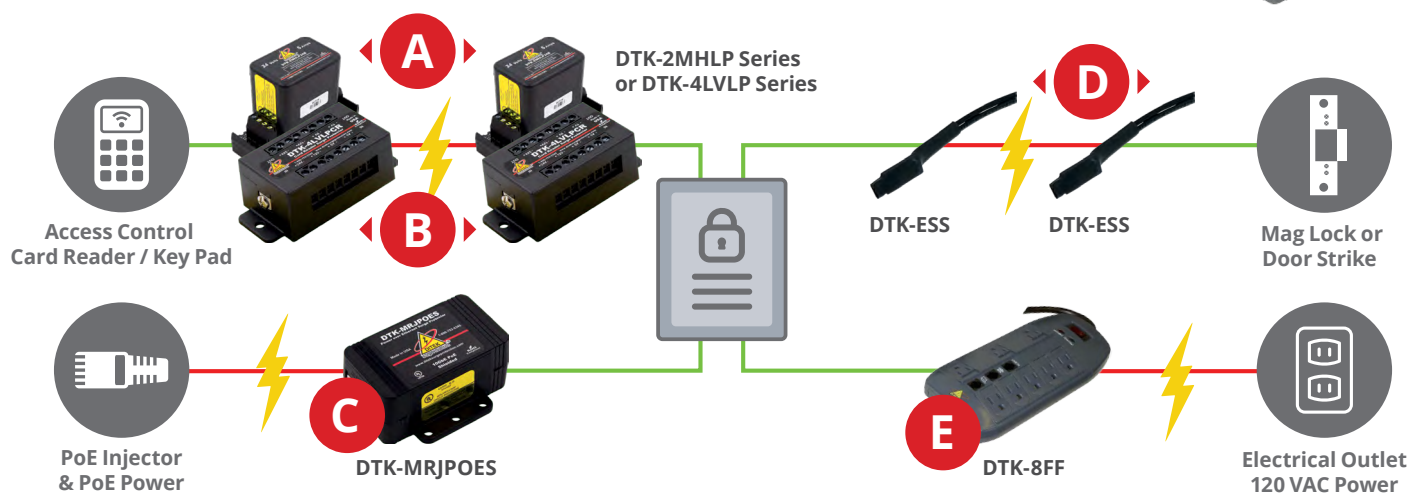 A
DTK-2MHLP Series
or DTK-4LVLP Series
DTK-4LVLPCR
B
Access Control
Card Reader / Key Pad
D
DTK-ESS
DTK-ESS
Mag Lock or
Door Strike
DTK-MRJPOES
C
DTK-MRJPOES
PoE Injector
& PoE Power
E
DTK-8FF
Electrical Outlet
120 VAC Power